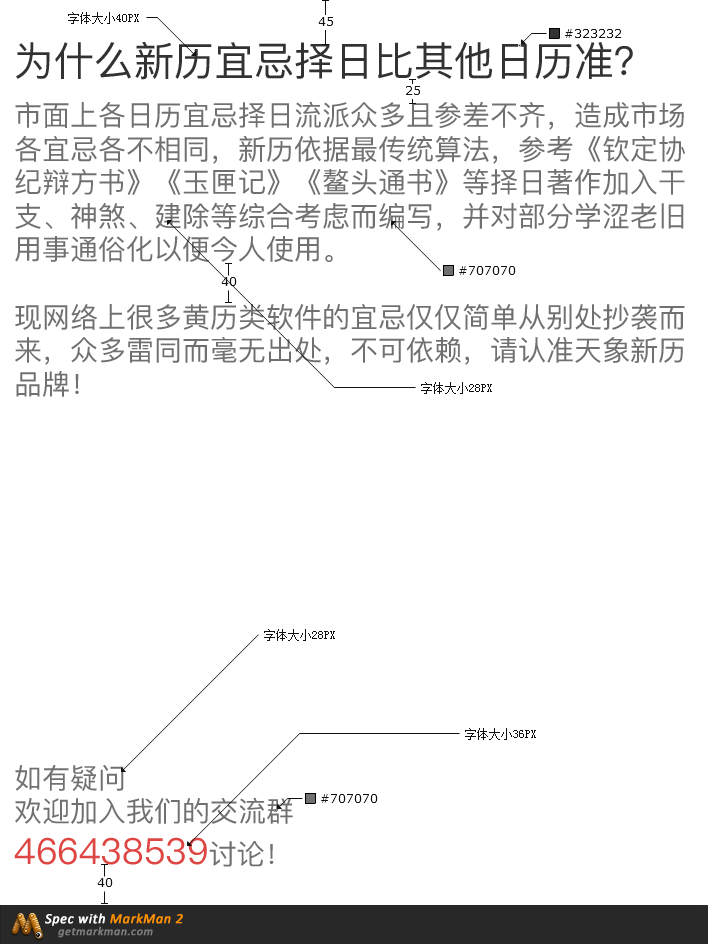 字体大小40PX
45
#323232
为什么新历宜忌择日比其他日历准？
25
市面上各日历宜忌择日流派众多且参差不齐，造成市场
各宜忌各不相同，新历依据最传统算法，参考《钦定协
纪辩方书》《玉匣记》《鳌头通书》等择日著作加入干
支、神煞、建除等综合考虑而编写，并对部分学涩老旧
用事通俗化以便今人使用。
#707070
40
现网络上很多黄历类软件的宜忌仅仅简单从别处抄袭而
来，众多雷同而毫无出处，不可依赖，请认准天象新历
品牌！
字体大小28PX
字体大小28PX
字体大小36PX
如有疑问
欢迎加入我们的交流群
#707070
466438539讨论！
40
Spec with MarkMan 2
getmarkman.com